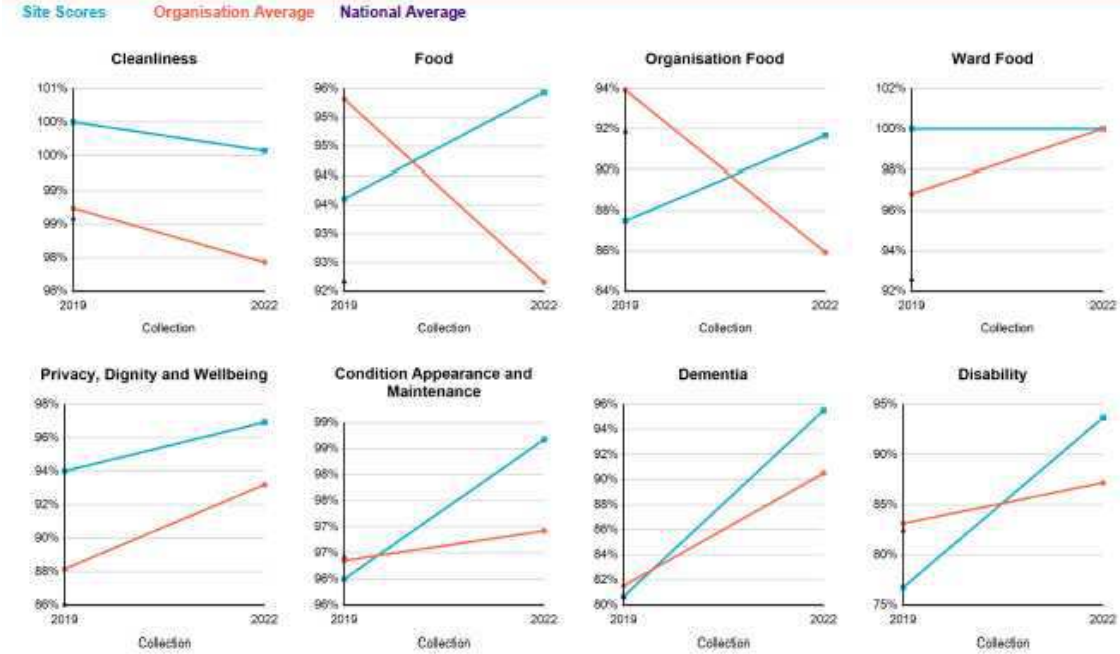 Site Scores Organisation Average National Average
Cleanliness Food Organisation Food Ward Food
101% 96% 94% 102%
100% 95% 92% 100%
100% 95% 90% 98%
99% 94% 88% 96%
99% 94% 86% 94%
98% 93% 84% 92%
98% 93%
92%
2019 2022 2019 2022 2019 2022 2019 2022
Collection Collection Collection Collection
Privacy, Dignity and Wellbeing Condition Appearance and Maintenance Dementia Disability
98% 99% 96% 95%
96% 99% 94% 90%
94% 98% 92% 85%
92% 98% 90% 80%
90% 97% 88% 75%
88% 97% 86%
86% 96% 84%
96% 82%
80%
2019 2022 2019 2022 2019 2022 2019 2022
Collection Collection Collection Collection